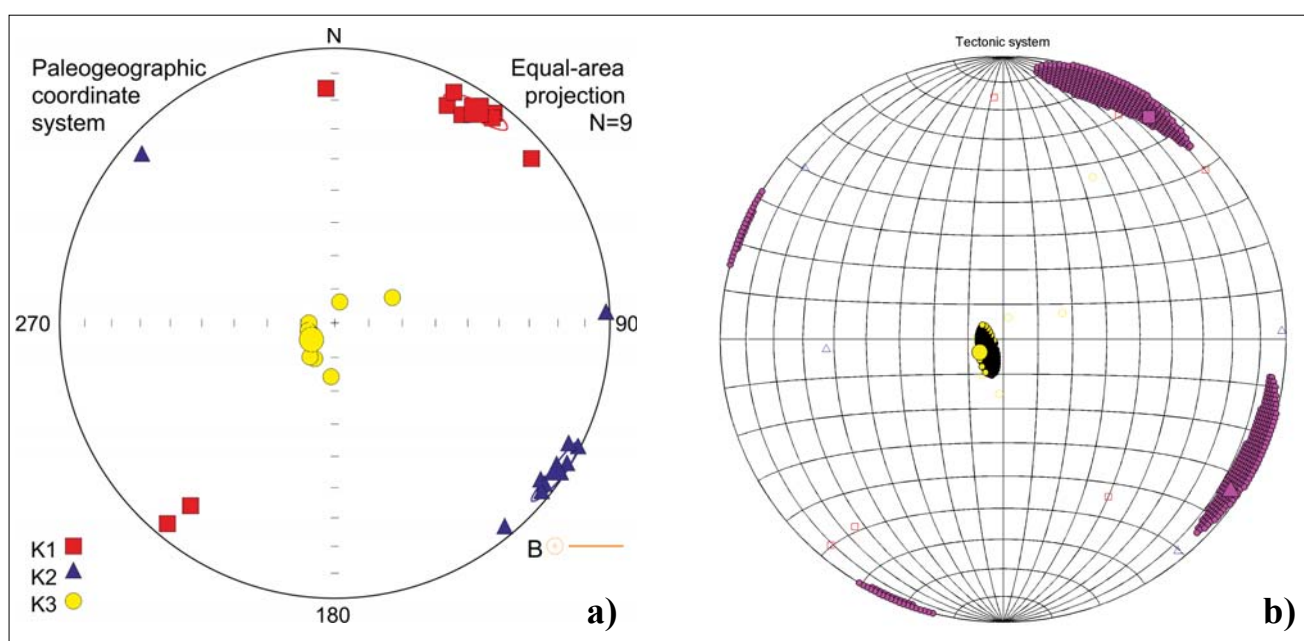 N
Paleogeographic
coordinate
system
Equal-area
projection
N=9
270
90
K1
K2
K3
B
180
a)
Tectonic system
b)